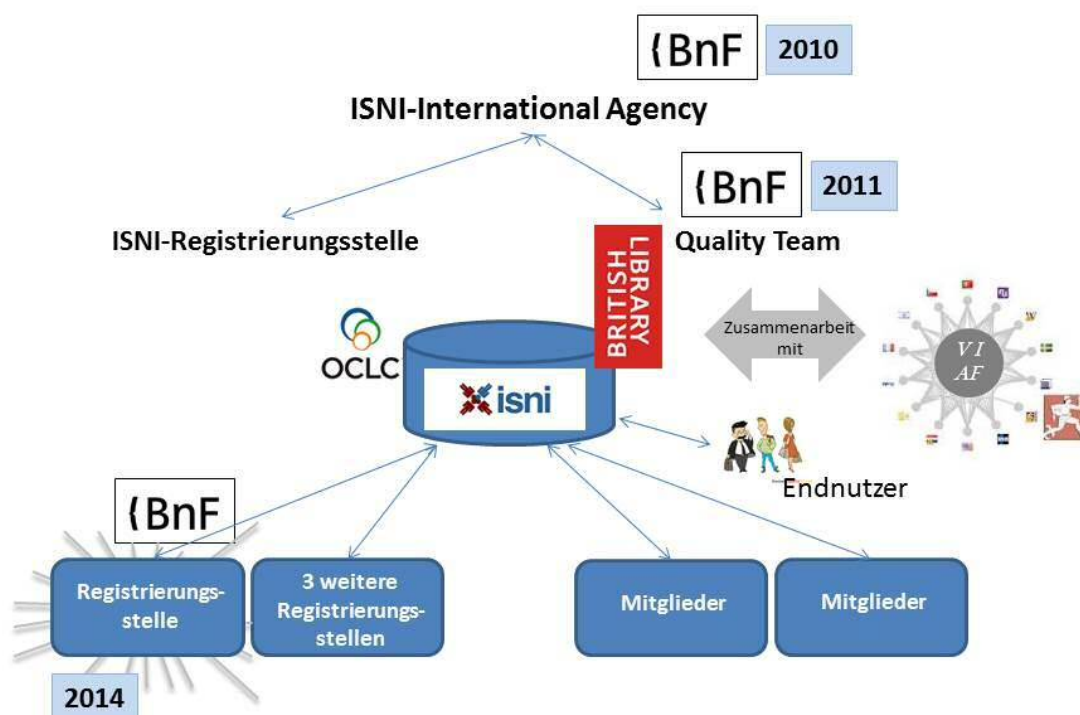 {BnF
2010
ISNI-International Agency
{BnF
2011
ISNI-Registrierungsstelle
Quality Team
BRITISH
LIBRARY
OCLC
isni
Zusammenarbeit
mit
VI
AF
Endnutzer
{BnF
Registrierungs-
stelle
3 weitere
Registrierungs-
stellen
Mitglieder
Mitglieder
2014